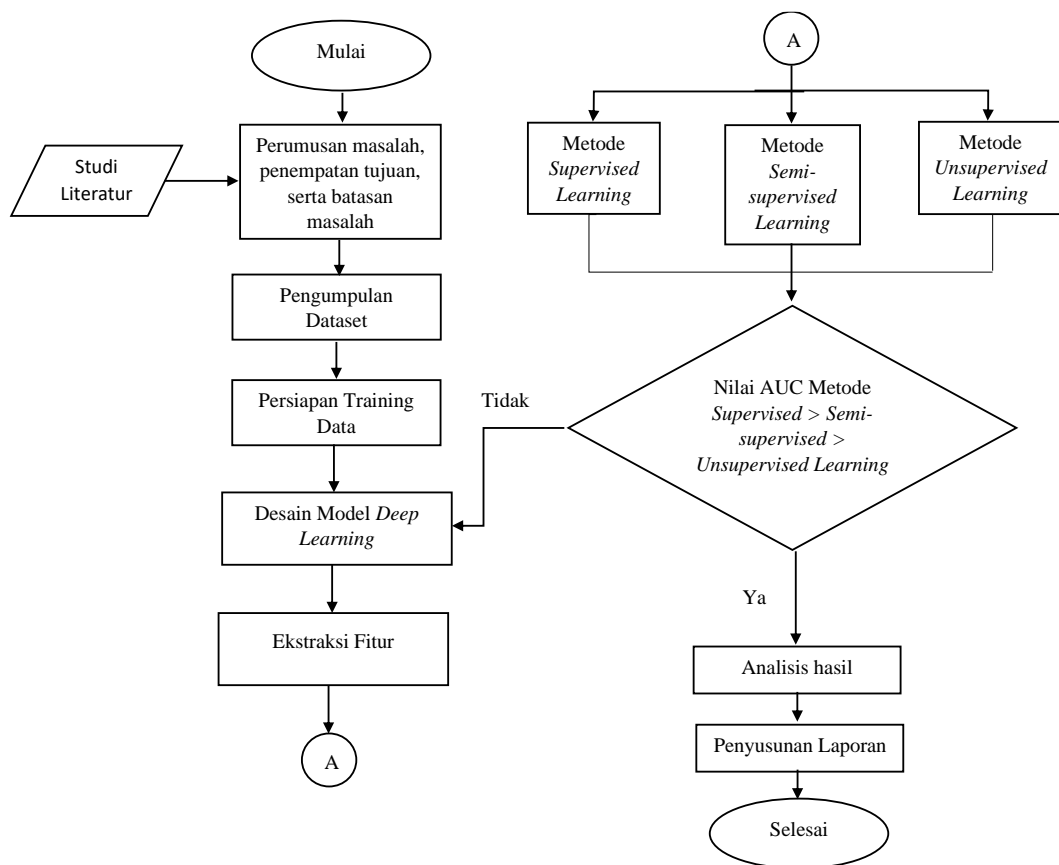 Mulai
Studi
Literatur
Perumusan masalah,
penempatan tujuan,
serta batasan
masalah
Pengumpulan
Dataset
Persiapan Training
Data
Desain Model Deep
Learning
Ekstraksi Fitur
A
A
Metode
Supervised
Learning
Metode
Semi-
supervised
Learning
Metode
Unsupervised
Learning
Nilai AUC Metode
Supervised > Semi-
supervised >
Unsupervised Learning
Tidak
Ya
Analisis hasil
Penyusunan Laporan
Selesai